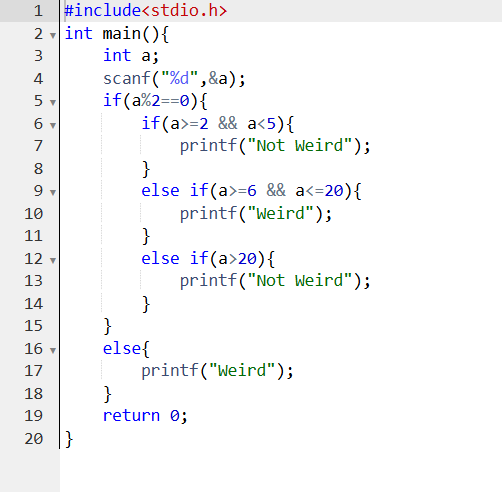 1 #include<stdio.h>
2 int main(){
3     int a;
4     scanf("%d",&a);
5     if(a%2==0){
6         if(a>=2 && a<5){
7             printf("Not Weird");
8         }
9         else if(a>=6 && a<=20){
10             printf("Weird");
11         }
12         else if(a>20){
13             printf("Not Weird");
14         }
15     }
16     else{
17         printf("Weird");
18     }
19     return 0;
20 }